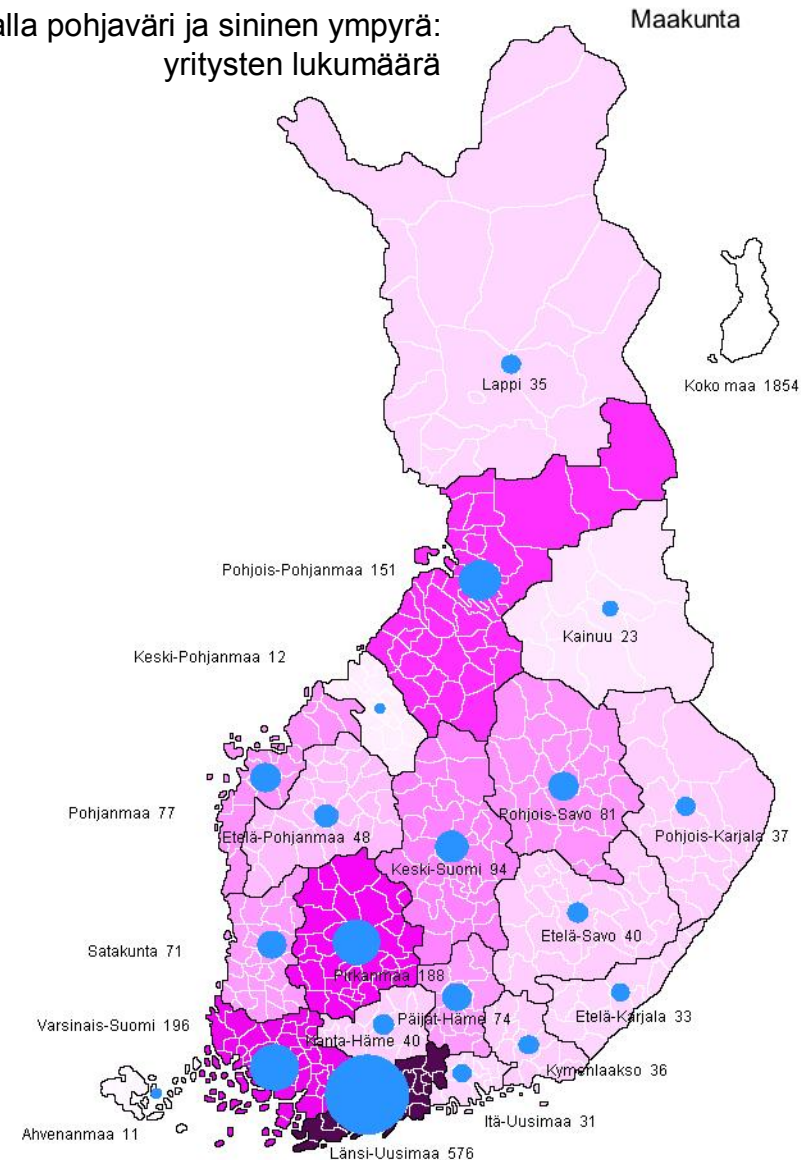 alla pohjaväri ja sininen ympyrä:
yritysten lukumäärä
Maakunta
Lappi 35
Koko maa 1854
Pohjois-Pohjanmaa 151
Kainuu 23
Keski-Pohjanmaa 12
Pohjanmaa 77
Etelä-Pohjanmaa 48
Pohjois-Savo 81
Pohjois-Karjala 37
Keski-Suomi 94
Etelä-Savo 40
Satakunta 71
Pirkanmaa 188
Varsinais-Suomi 196
Päijät-Häme 74
Etelä-Karjala 33
Kanta-Häme 40
Kymenlaakso 36
Itä-Uusimaa 31
Ahvenanmaa 11
Länsi-Uusimaa 576